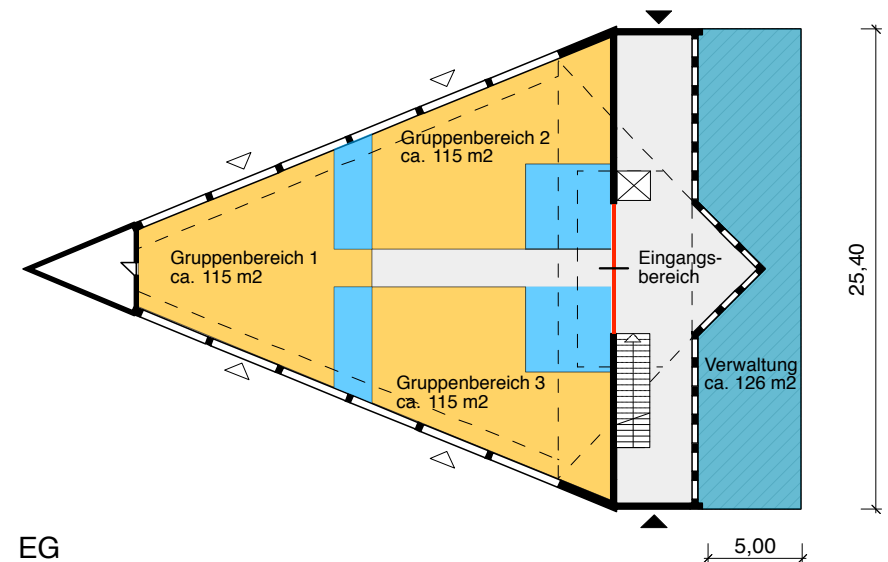 Gruppenbereich 2
ca. 115 m2
Gruppenbereich 1
ca. 115 m2
Eingangs-
bereich
25,40
Verwaltung
ca. 126 m2
Gruppenbereich 3
ca. 115 m2
EG
5,00